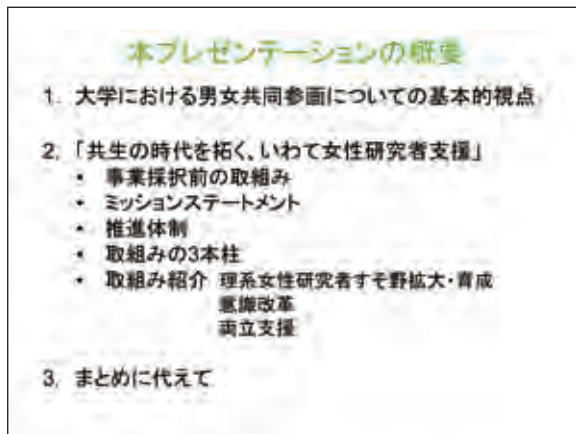 本プレゼンテーションの概要
1. 大学における男女共同参画についての基本的視点
2. 「共生の時代を拓く、いわて女性研究者支援」
• 事業採択前の取組み
• ミッションステートメント
• 推進体制
• 取組みの3本柱
• 取組み紹介 理系女性研究者すそ野拡大・育成
意識改革
両立支援
3. まとめに代えて